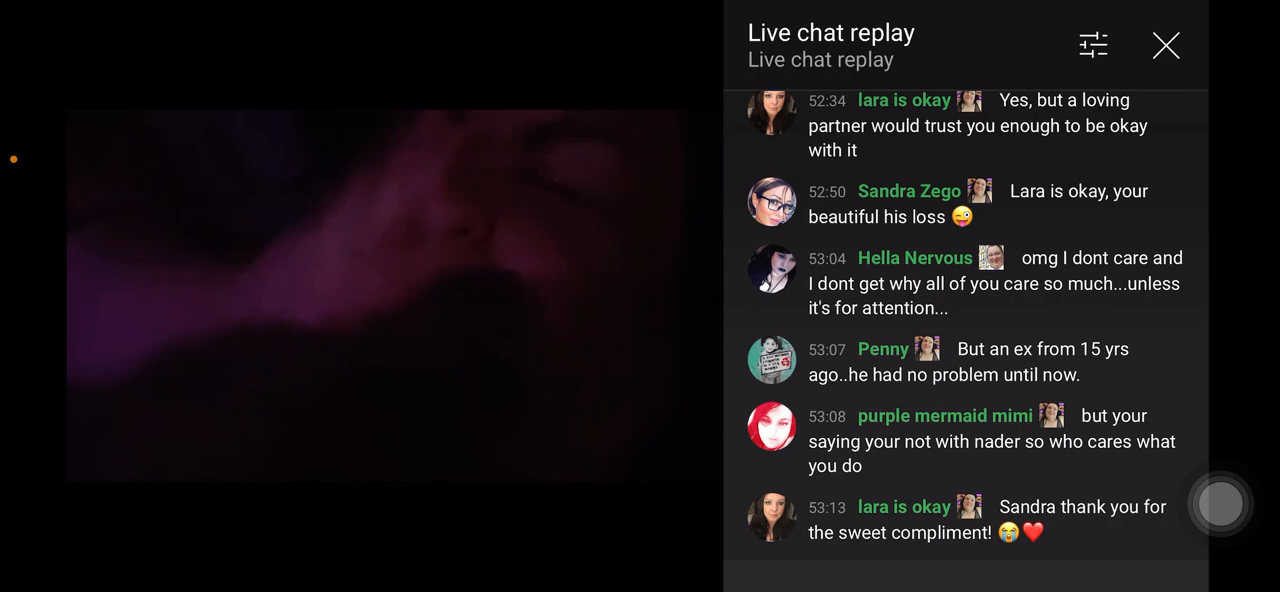 Live chat replay
Live chat replay
52:34 lara is okay Yes, but a loving
partner would trust you enough to be okay
with it
52:50 Sandra Zego Lara is okay, your
beautiful his loss 😜
53:04 Hella Nervous omg I dont care and
I dont get why all of you care so much...unless
it's for attention...
53:07 Penny But an ex from 15 yrs
ago..he had no problem until now.
53:08 purple mermaid mimi but your
saying your not with nader so who cares what
you do
53:13 lara is okay Sandra thank you for
the sweet compliment! 😭❤️